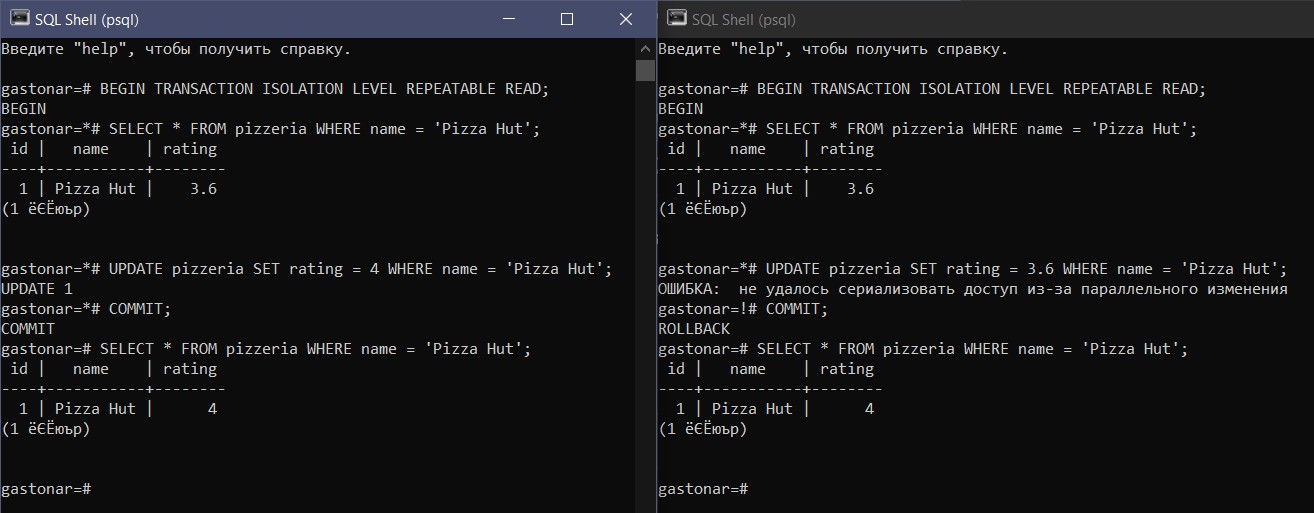 SQL Shell (psql)
Введите "help", чтобы получить справку.
gastonar=# BEGIN TRANSACTION ISOLATION LEVEL REPEATABLE READ;
BEGIN
gastonar=*# SELECT * FROM pizzeria WHERE name = 'Pizza Hut';
 id |   name    | rating
----+-----------+--------
  1 | Pizza Hut |    3.6
(1 ёЄЁюър)
gastonar=*# UPDATE pizzeria SET rating = 4 WHERE name = 'Pizza Hut';
UPDATE 1
gastonar=*# COMMIT;
COMMIT
gastonar=# SELECT * FROM pizzeria WHERE name = 'Pizza Hut';
 id |   name    | rating
----+-----------+--------
  1 | Pizza Hut |      4
(1 ёЄЁюър)
gastonar=#
SQL Shell (psql)
Введите "help", чтобы получить справку.
gastonar=# BEGIN TRANSACTION ISOLATION LEVEL REPEATABLE READ;
BEGIN
gastonar=*# SELECT * FROM pizzeria WHERE name = 'Pizza Hut';
 id |   name    | rating
----+-----------+--------
  1 | Pizza Hut |    3.6
(1 ёЄЁюър)
gastonar=*# UPDATE pizzeria SET rating = 3.6 WHERE name = 'Pizza Hut';
ОШИБКА:  не удалось сериализовать доступ из-за параллельного изменения
gastonar=!# COMMIT;
ROLLBACK
gastonar=# SELECT * FROM pizzeria WHERE name = 'Pizza Hut';
 id |   name    | rating
----+-----------+--------
  1 | Pizza Hut |      4
(1 ёЄЁюър)
gastonar=#